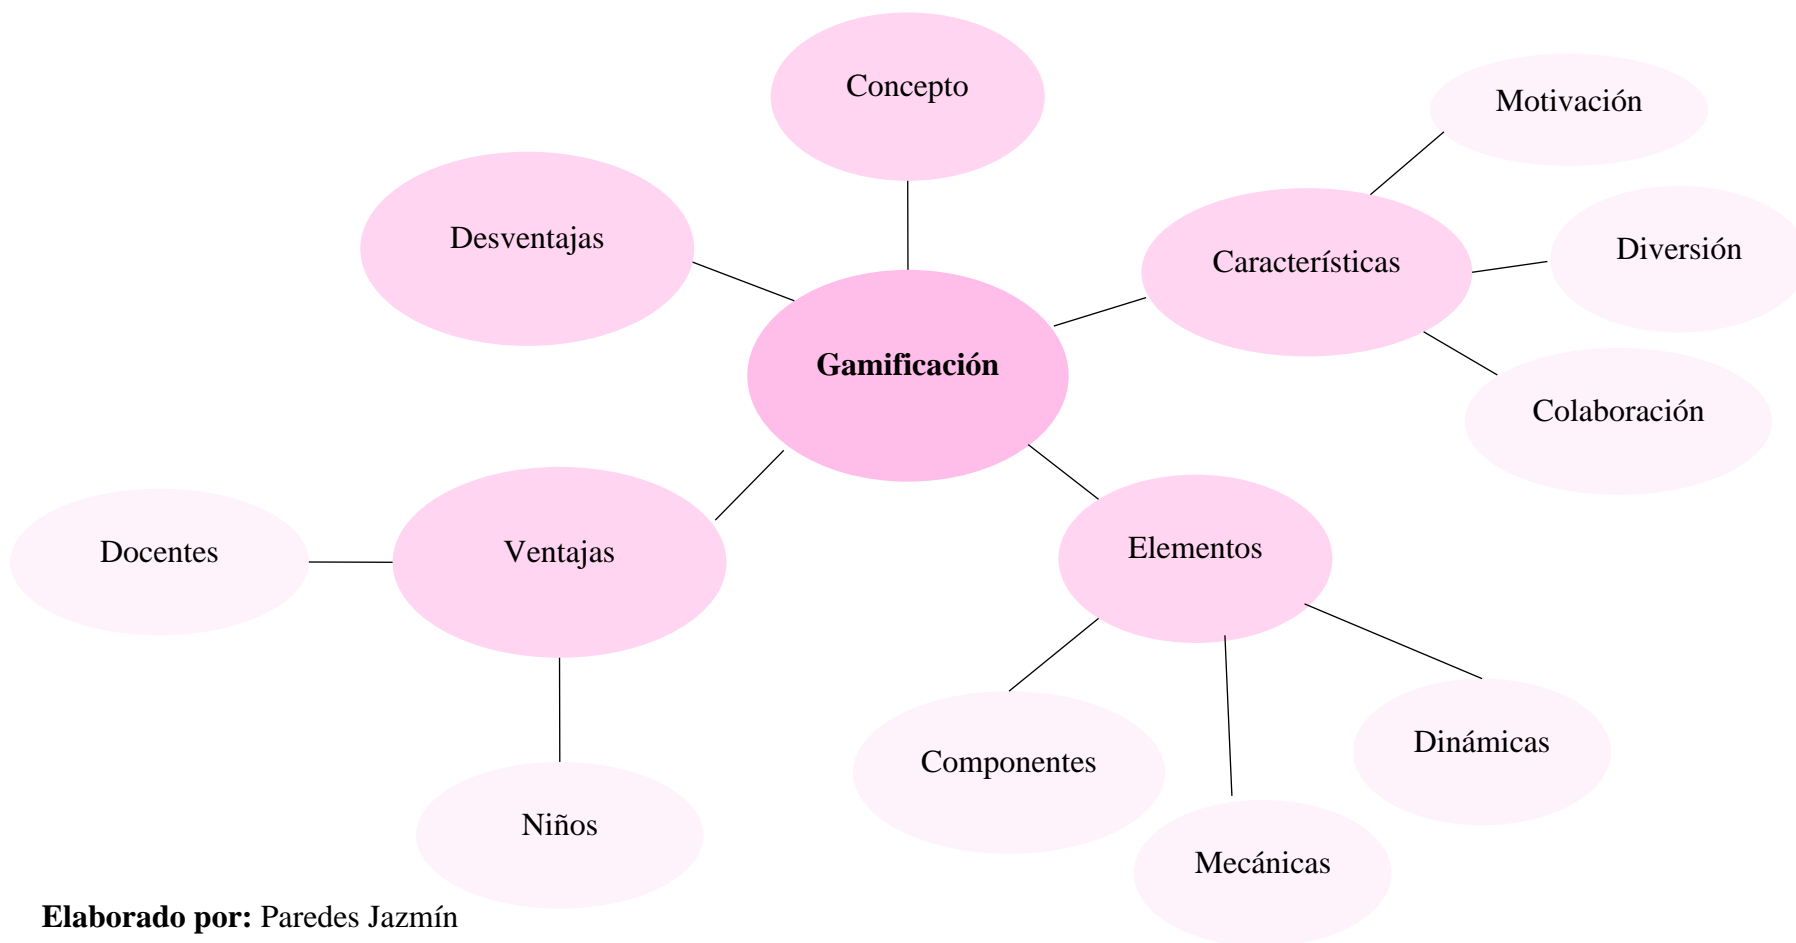 Concepto
Motivación
Desventajas
Características
Diversión
Gamificación
Colaboración
Docentes
Ventajas
Elementos
Componentes
Dinámicas
Niños
Mecánicas
Elaborado por: Paredes Jazmín